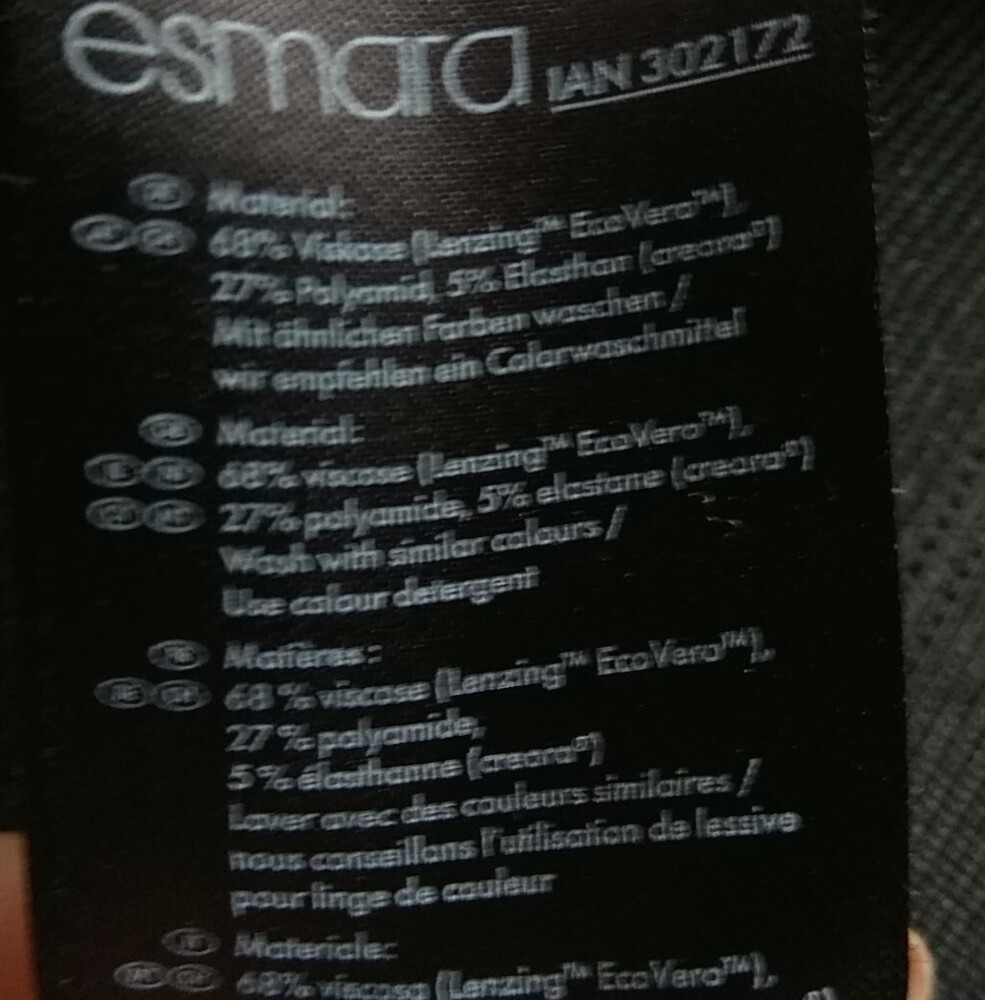 esmara IAN 302172
Material:
68% Viskose (Lenzing™ EcoVero™),
27% Polyamid, 5% Elasthan (creora®)
Mit ähnlichen Farben waschen /
wir empfehlen ein Colorwaschmittel
Material:
68% viscose (Lenzing™ EcoVero™),
27% polyamide, 5% elastane (creora®)
Wash with similar colours /
Use colour detergent
Matières:
68 % viscose (Lenzing™ EcoVero™),
27 % polyamide,
5 % élasthanne (creora®)
Laver avec des couleurs similaires /
nous conseillons l'utilisation de lessive
pour linge de couleur
Materiale:
68% viscosa (Lenzing™ EcoVero™),